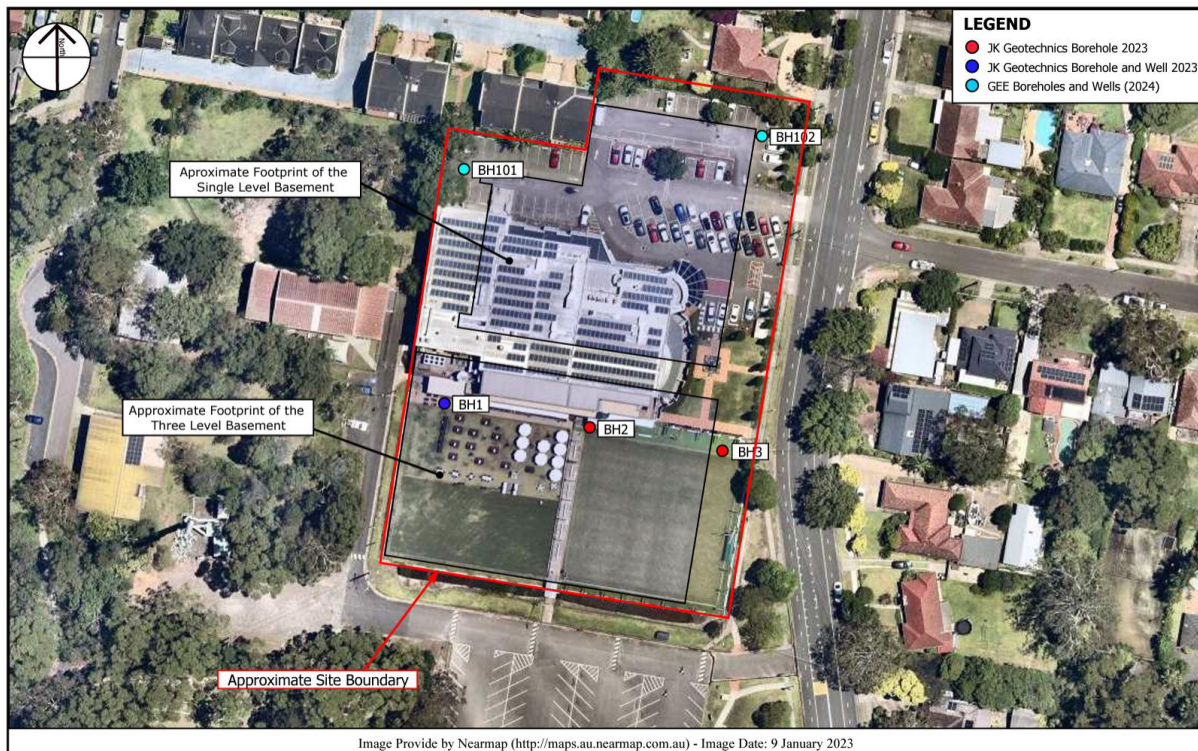 North
LEGEND
JK Geotechnics Borehole 2023
JK Geotechnics Borehole and Well 2023
GEE Boreholes and Wells (2024)
BH102
BH101
Aproximate Footprint of the
Single Level Basement
BH1
Approximate Footprint of the
Three Level Basement
BH2
BH3
Approximate Site Boundary
Image Provide by Nearmap (http://maps.au.nearmap.com.au) - Image Date: 9 January 2023